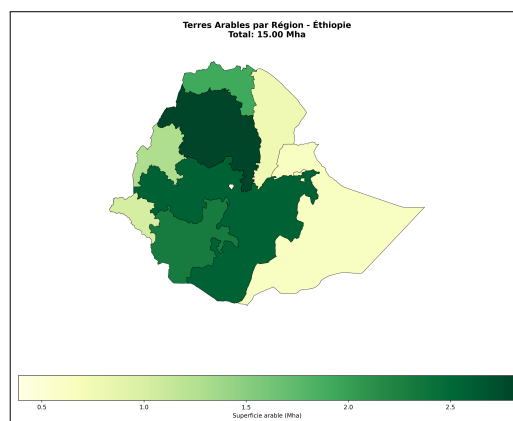 Terres Arables par Région - Éthiopie
Total: 15.00 Mha
0.5 1.0 1.5 2.0 2.5
Superficie arable (Mha)